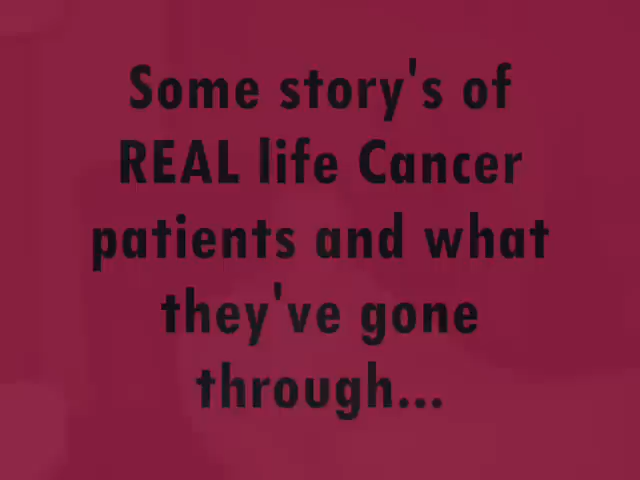 Some story's of
REAL life Cancer
patients and what
they've gone
through...